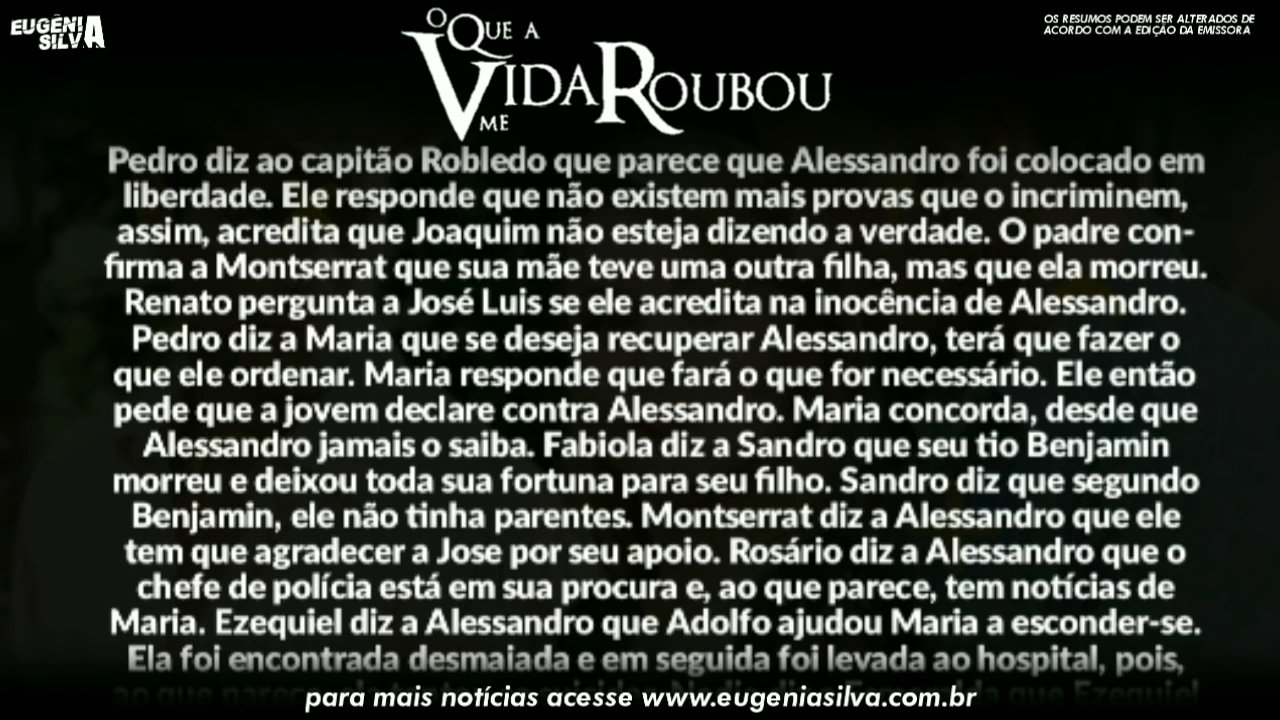 EUGÊNIA
SILVA
O QUE A
VIDA ROUBOU
ME
OS RESUMOS PODEM SER ALTERADOS DE
ACORDO COM A EDIÇÃO DA EMISSORA
Pedro diz ao capitão Robledo que parece que Alessandro foi colocado em
liberdade. Ele responde que não existem mais provas que o incriminem,
assim, acredita que Joaquim não esteja dizendo a verdade. O padre con-
firma a Montserrat que sua mãe teve uma outra filha, mas que ela morreu.
Renato pergunta a José Luis se ele acredita na inocência de Alessandro.
Pedro diz a Maria que se deseja recuperar Alessandro, terá que fazer o
que ele ordenar. Maria responde que fará o que for necessário. Ele então
pede que a jovem declare contra Alessandro. Maria concorda, desde que
Alessandro jamais o saiba. Fabiola diz a Sandro que seu tio Benjamin
morreu e deixou toda sua fortuna para seu filho. Sandro diz que segundo
Benjamin, ele não tinha parentes. Montserrat diz a Alessandro que ele
tem que agradecer a Jose por seu apoio. Rosário diz a Alessandro que o
chefe de polícia está em sua procura e, ao que parece, tem notícias de
Maria. Ezequiel diz a Alessandro que Adolfo ajudou Maria a esconder-se.
Ela foi encontrada desmaiada e em seguida foi levada ao hospital, pois,
para mais notícias acesse www.eugeniasilva.com.br